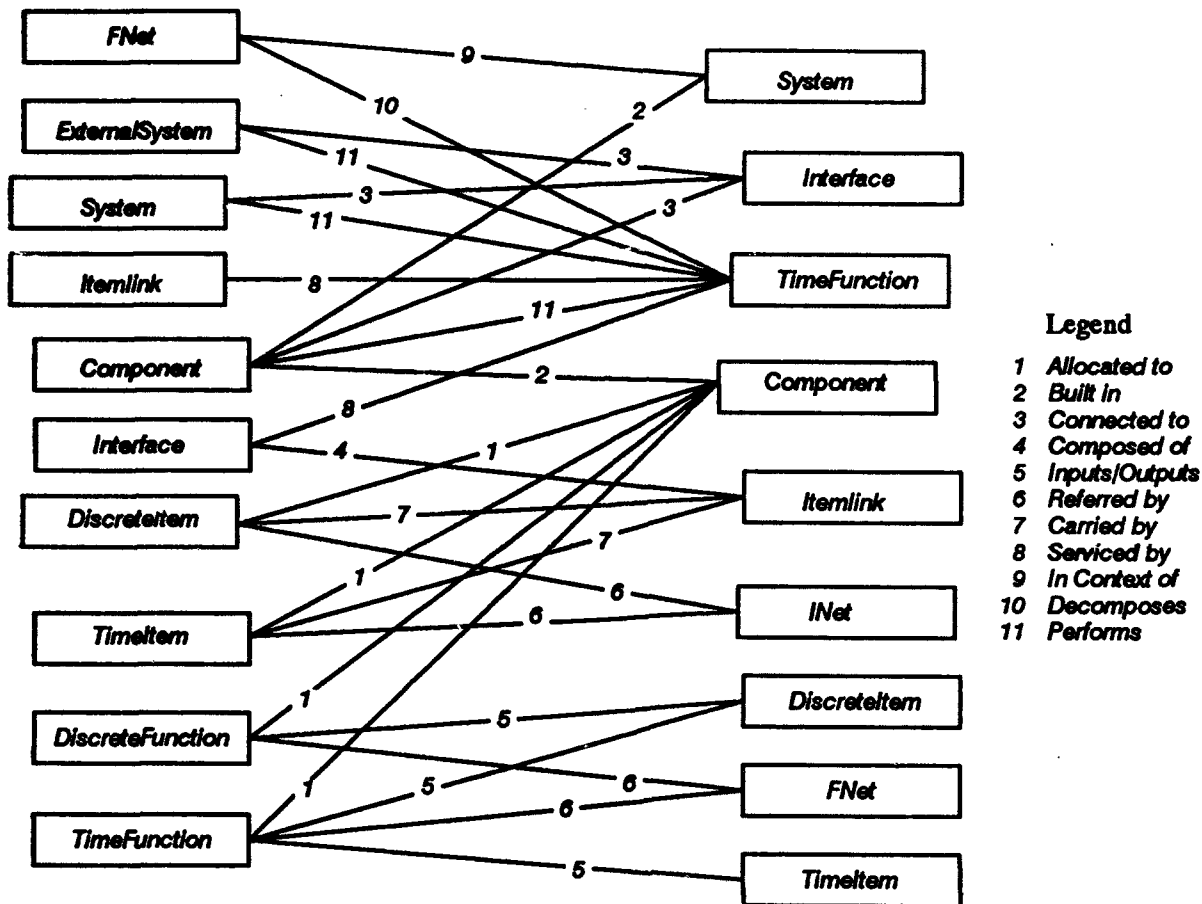 FNet
ExternalSystem
System
Itemlink
Component
Interface
DiscreteItem
TimeItem
DiscreteFunction
TimeFunction
9
10
2
11
3
3
11
3
8
11
2
8
4
1
7
7
1
6
6
1
5
1
5
6
6
5
System
Interface
TimeFunction
Component
Itemlink
INet
DiscreteItem
FNet
TimeItem
Legend
1 Allocated to
2 Built in
3 Connected to
4 Composed of
5 Inputs/Outputs
6 Referred by
7 Carried by
8 Serviced by
9 In Context of
10 Decomposes
11 Performs